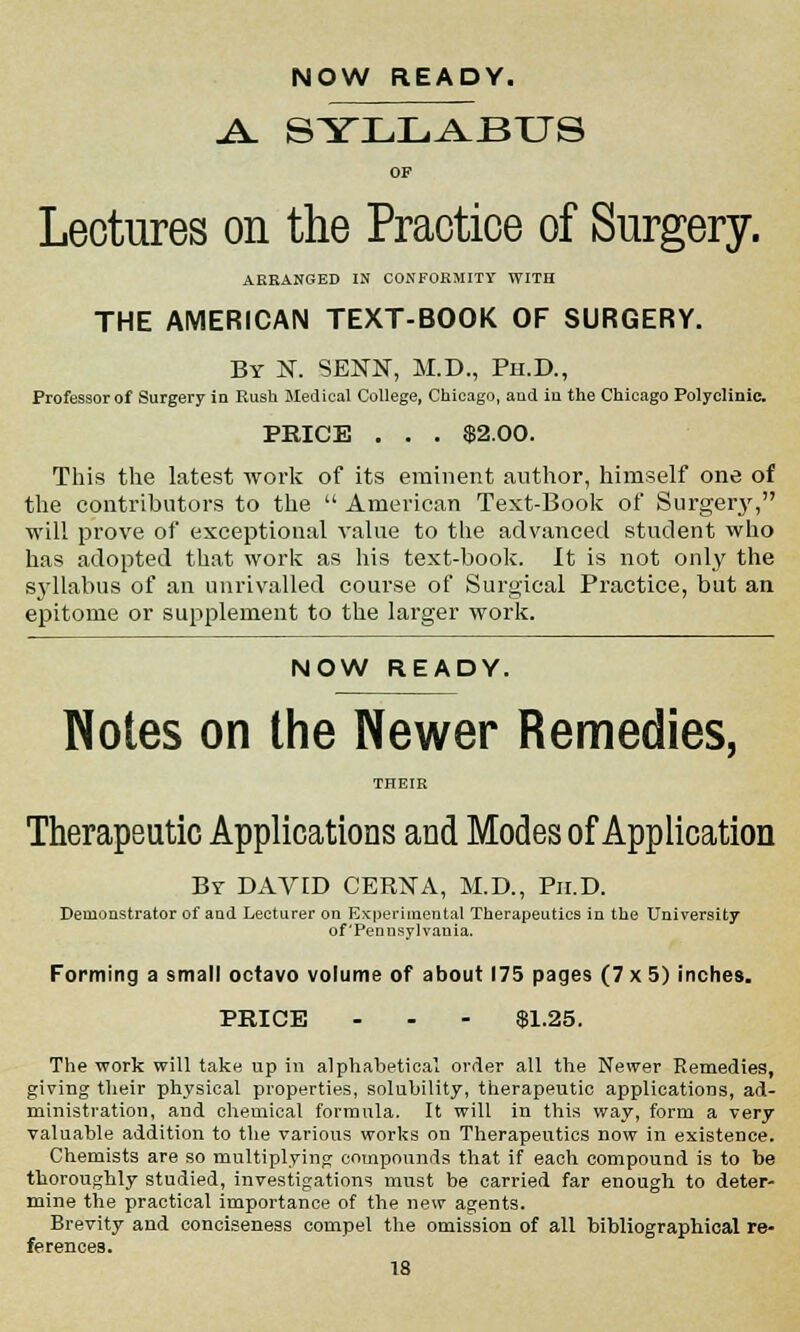 NOW READY.
A SYLLABUS
OF
Lectures on the Practice of Surgery.
ARRANGED IN CONFORMITY WITH
THE AMERICAN TEXT-BOOK OF SURGERY.
BY N. SENN, M.D., PH.D.,
Professor of Surgery in Rush Medical College, Chicago, and in the Chicago Polyclinic.
PRICE . . . $2.00.
This the latest work of its eminent author, himself one of
the contributors to the “ American Text-Book of Surgery,”
will prove of exceptional value to the advanced student who
has adopted that work as his text-book. It is not only the
syllabus of an unrivalled course of Surgical Practice, but an
epitome or supplement to the larger work.
NOW READY.
Notes on the Newer Remedies,
THEIR
Therapeutic Applications and Modes of Application
BY DAVID CERNA, M.D., PH.D.
Demonstrator of and Lecturer on Experimental Therapeutics in the University
of Pennsylvania.
Forming a small octavo volume of about 175 pages (7 x 5) inches.
PRICE - - - $1.25.
The work will take up in alphabetical order all the Newer Remedies,
giving their physical properties, solubility, therapeutic applications, ad-
ministration, and chemical formula. It will in this way, form a very
valuable addition to the various works on Therapeutics now in existence.
Chemists are so multiplying compounds that if each compound is to be
thoroughly studied, investigations must be carried far enough to deter-
mine the practical importance of the new agents.
Brevity and conciseness compel the omission of all bibliographical re-
ferences.
18